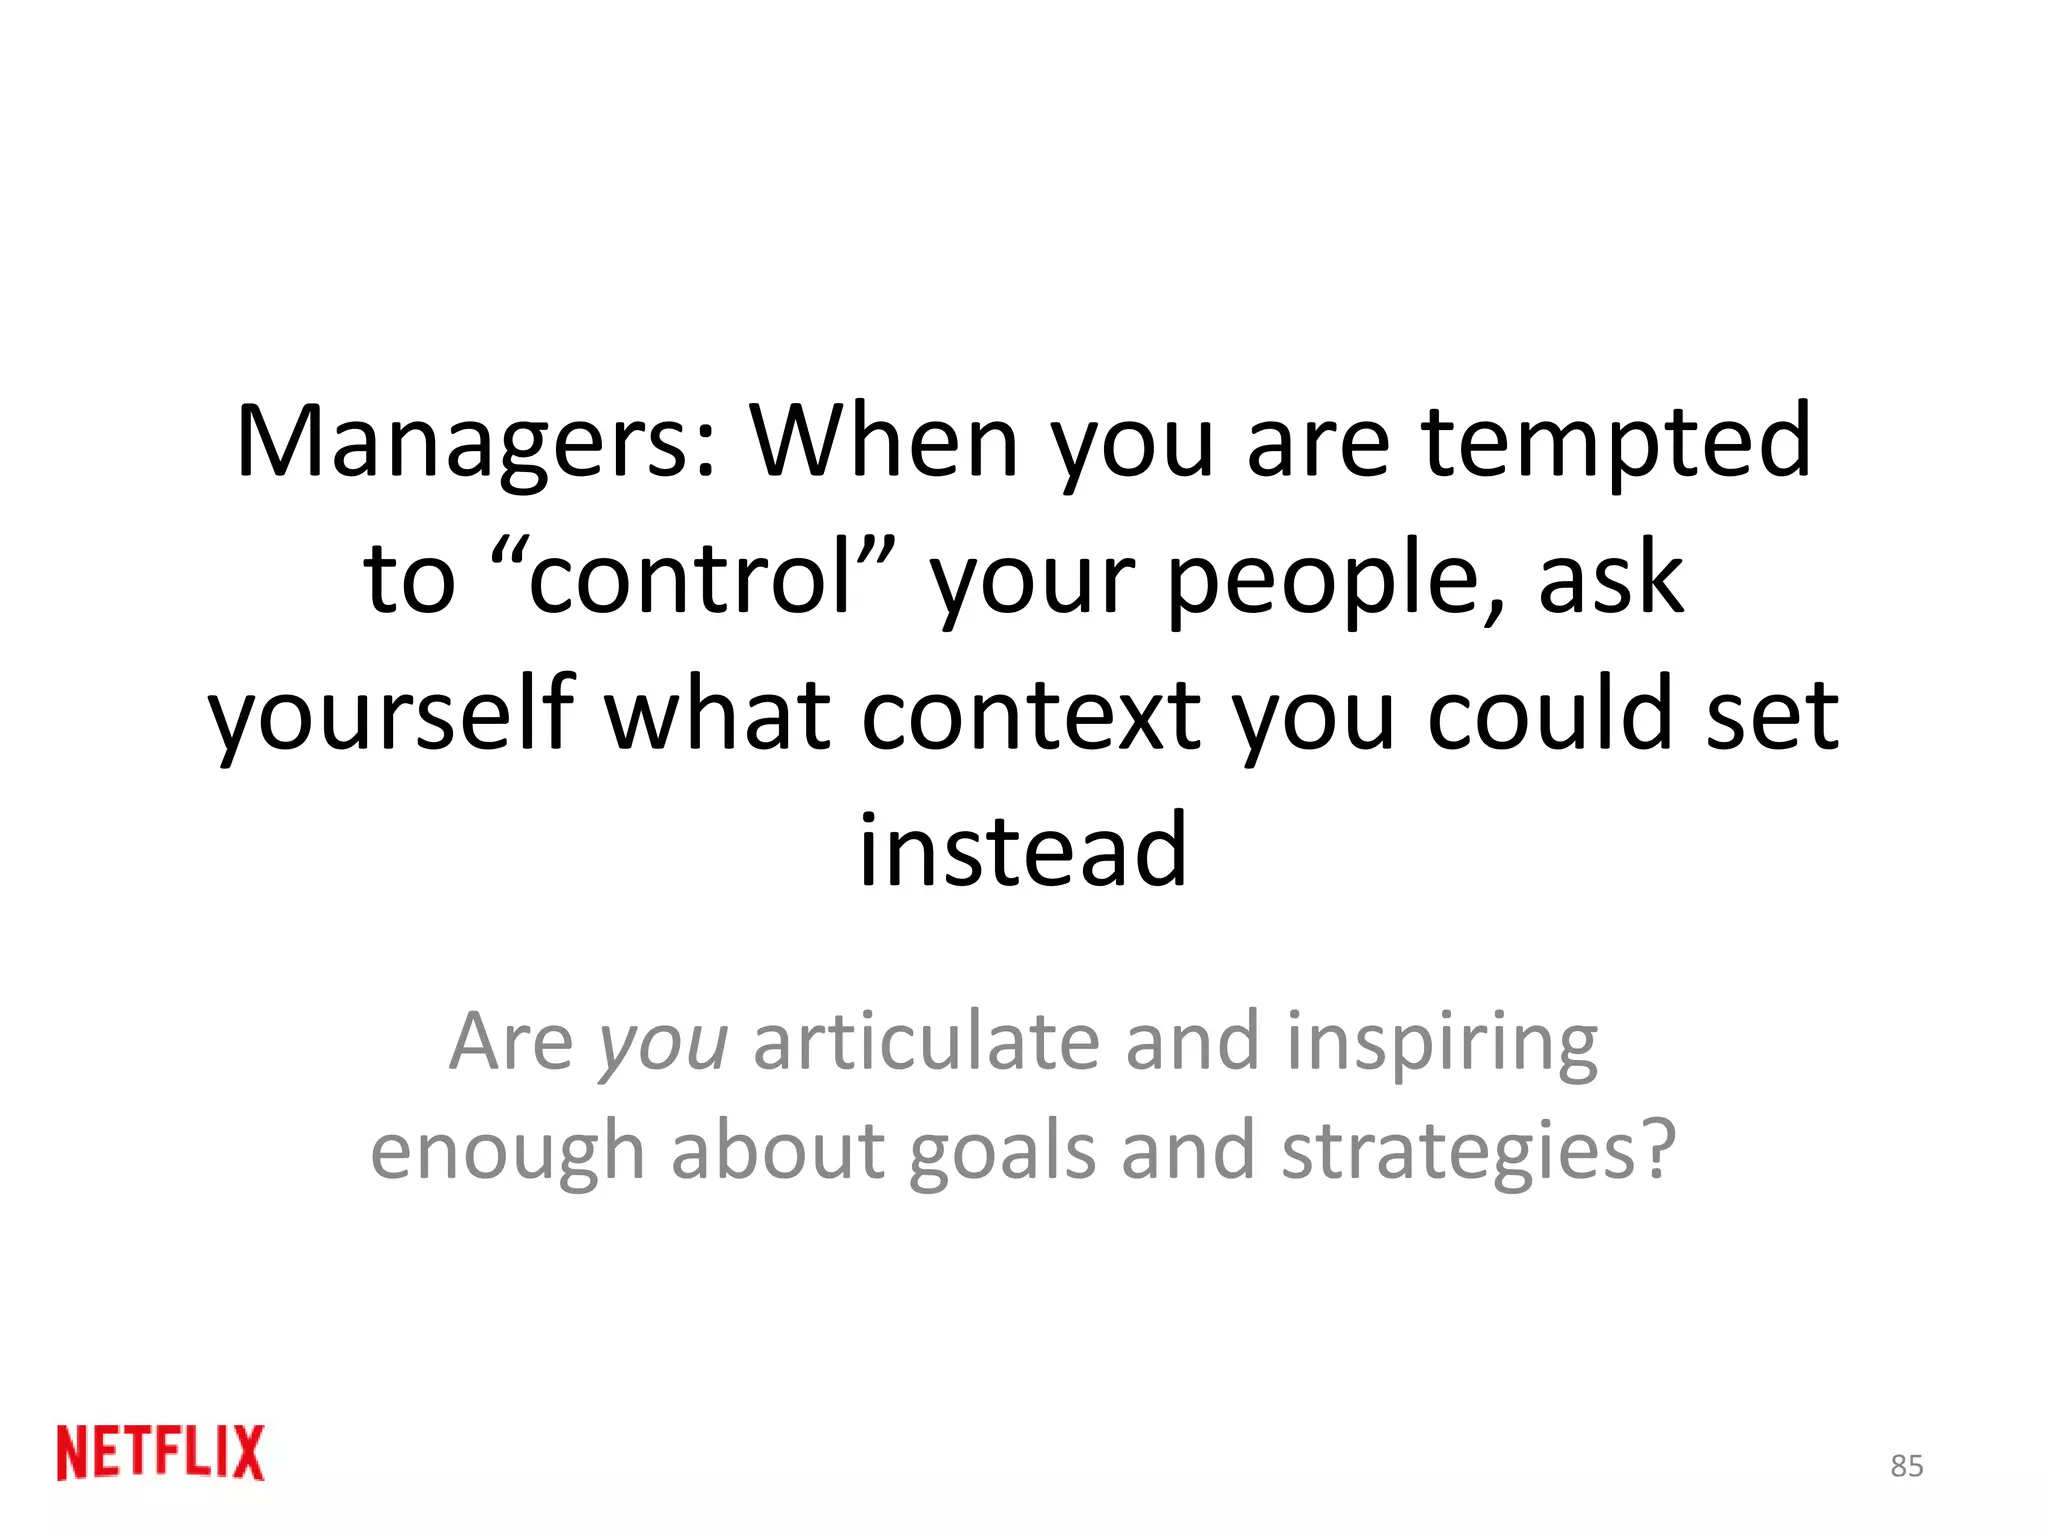 Managers: When you are tempted
to “control” your people, ask
yourself what context you could set
instead
Are you articulate and inspiring
enough about goals and strategies?
NETFLIX
85